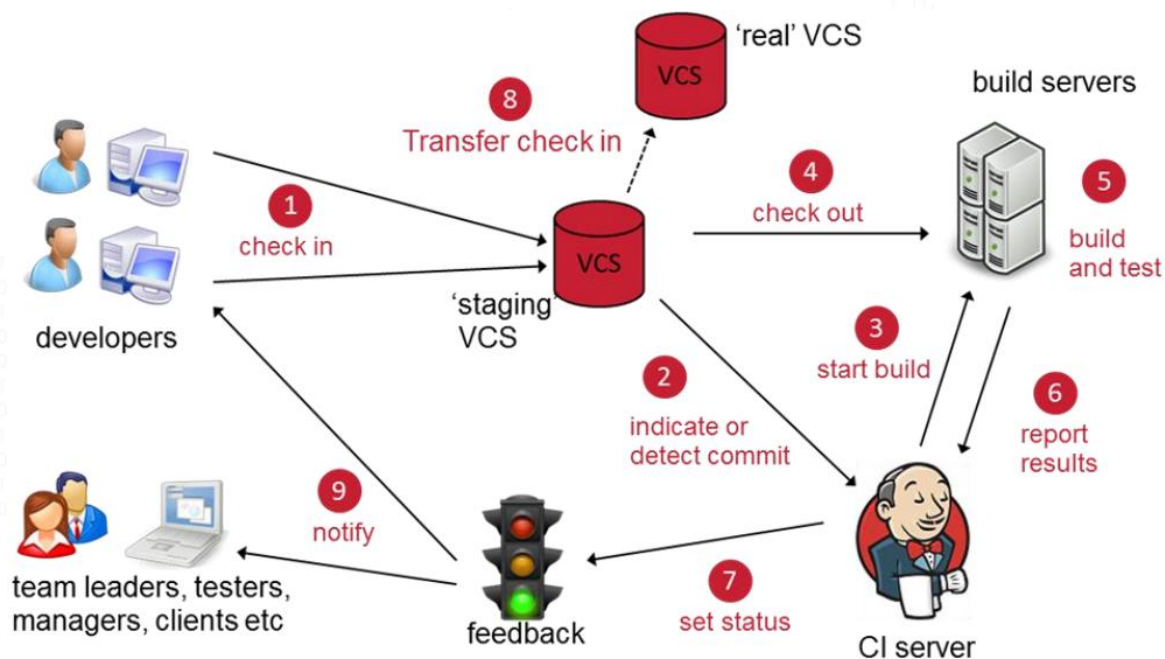 'real' VCS
VCS
build servers
8
Transfer check in
4
check out
5
build
and test
1
check in
VCS
'staging'
VCS
developers
3
start build
2
indicate or
detect commit
6
report
results
9
notify
team leaders, testers,
managers, clients etc
feedback
7
set status
CI server